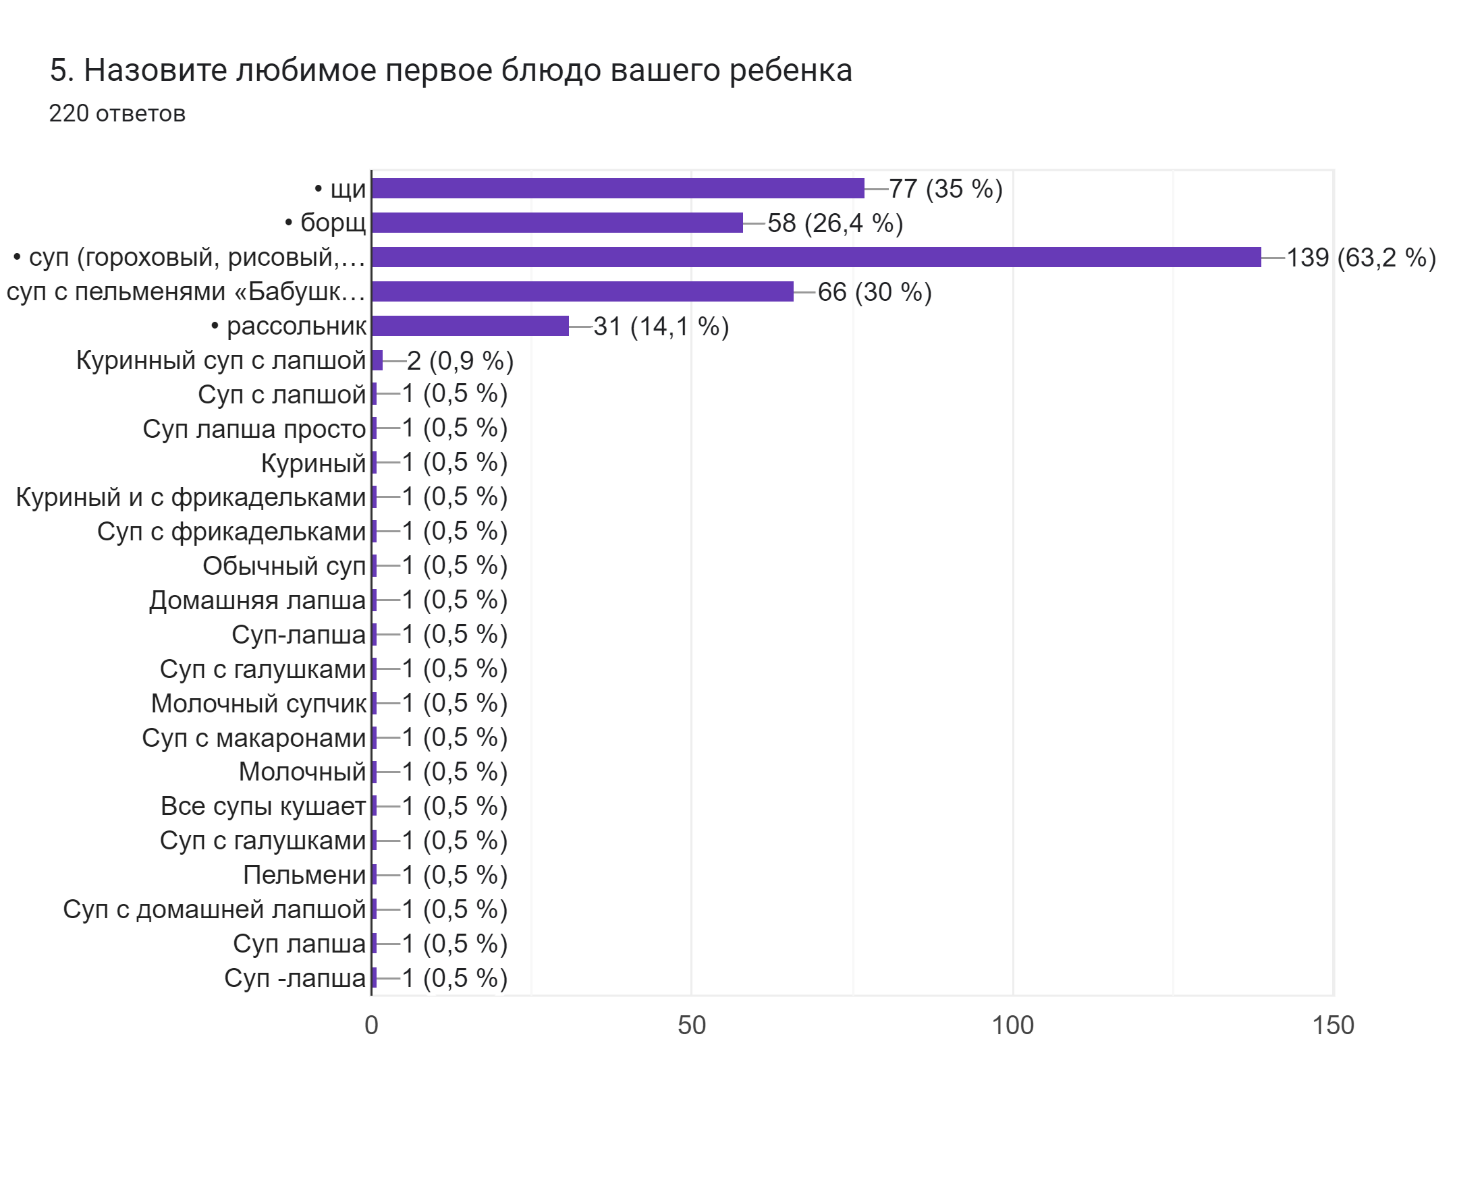 5. Назовите любимое первое блюдо вашего ребенка
220 ответов
• щи 77 (35 %)
• борщ 58 (26,4 %)
• суп (гороховый, рисовый,… 139 (63,2 %)
суп с пельменями «Бабушк… 66 (30 %)
• рассольник 31 (14,1 %)
Куринный суп с лапшой 2 (0,9 %)
Суп с лапшой 1 (0,5 %)
Суп лапша просто 1 (0,5 %)
Куриный 1 (0,5 %)
Куриный и с фрикадельками 1 (0,5 %)
Суп с фрикадельками 1 (0,5 %)
Обычный суп 1 (0,5 %)
Домашняя лапша 1 (0,5 %)
Суп-лапша 1 (0,5 %)
Суп с галушками 1 (0,5 %)
Молочный супчик 1 (0,5 %)
Суп с макаронами 1 (0,5 %)
Молочный 1 (0,5 %)
Все супы кушает 1 (0,5 %)
Суп с галушками 1 (0,5 %)
Пельмени 1 (0,5 %)
Суп с домашней лапшой 1 (0,5 %)
Суп лапша 1 (0,5 %)
Суп -лапша 1 (0,5 %)
0 50 100 150